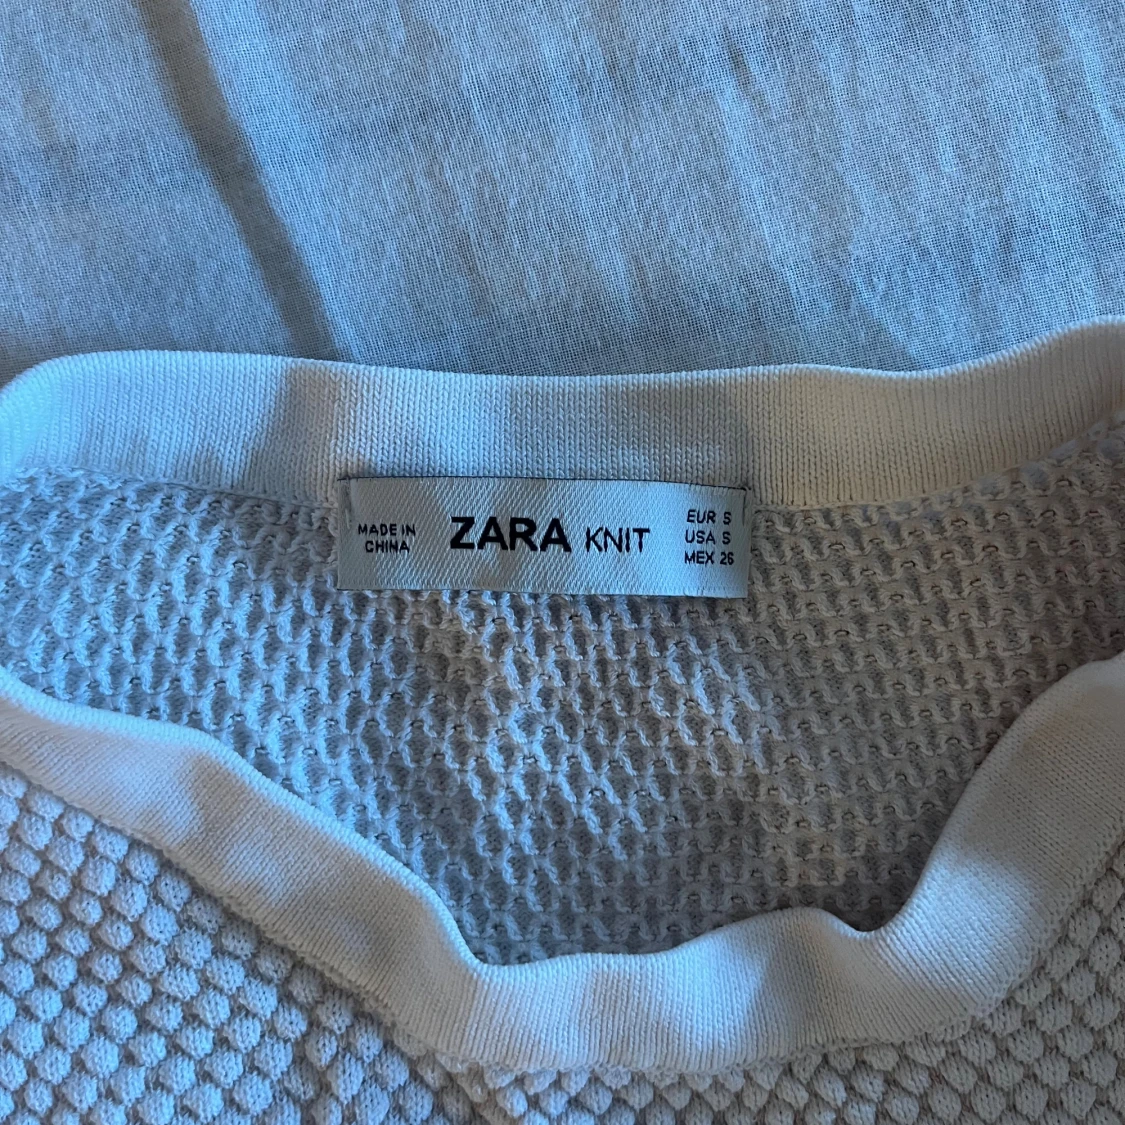 MADE IN
CHINA
ZARA KNIT
EUR S
USA S
MEX 26